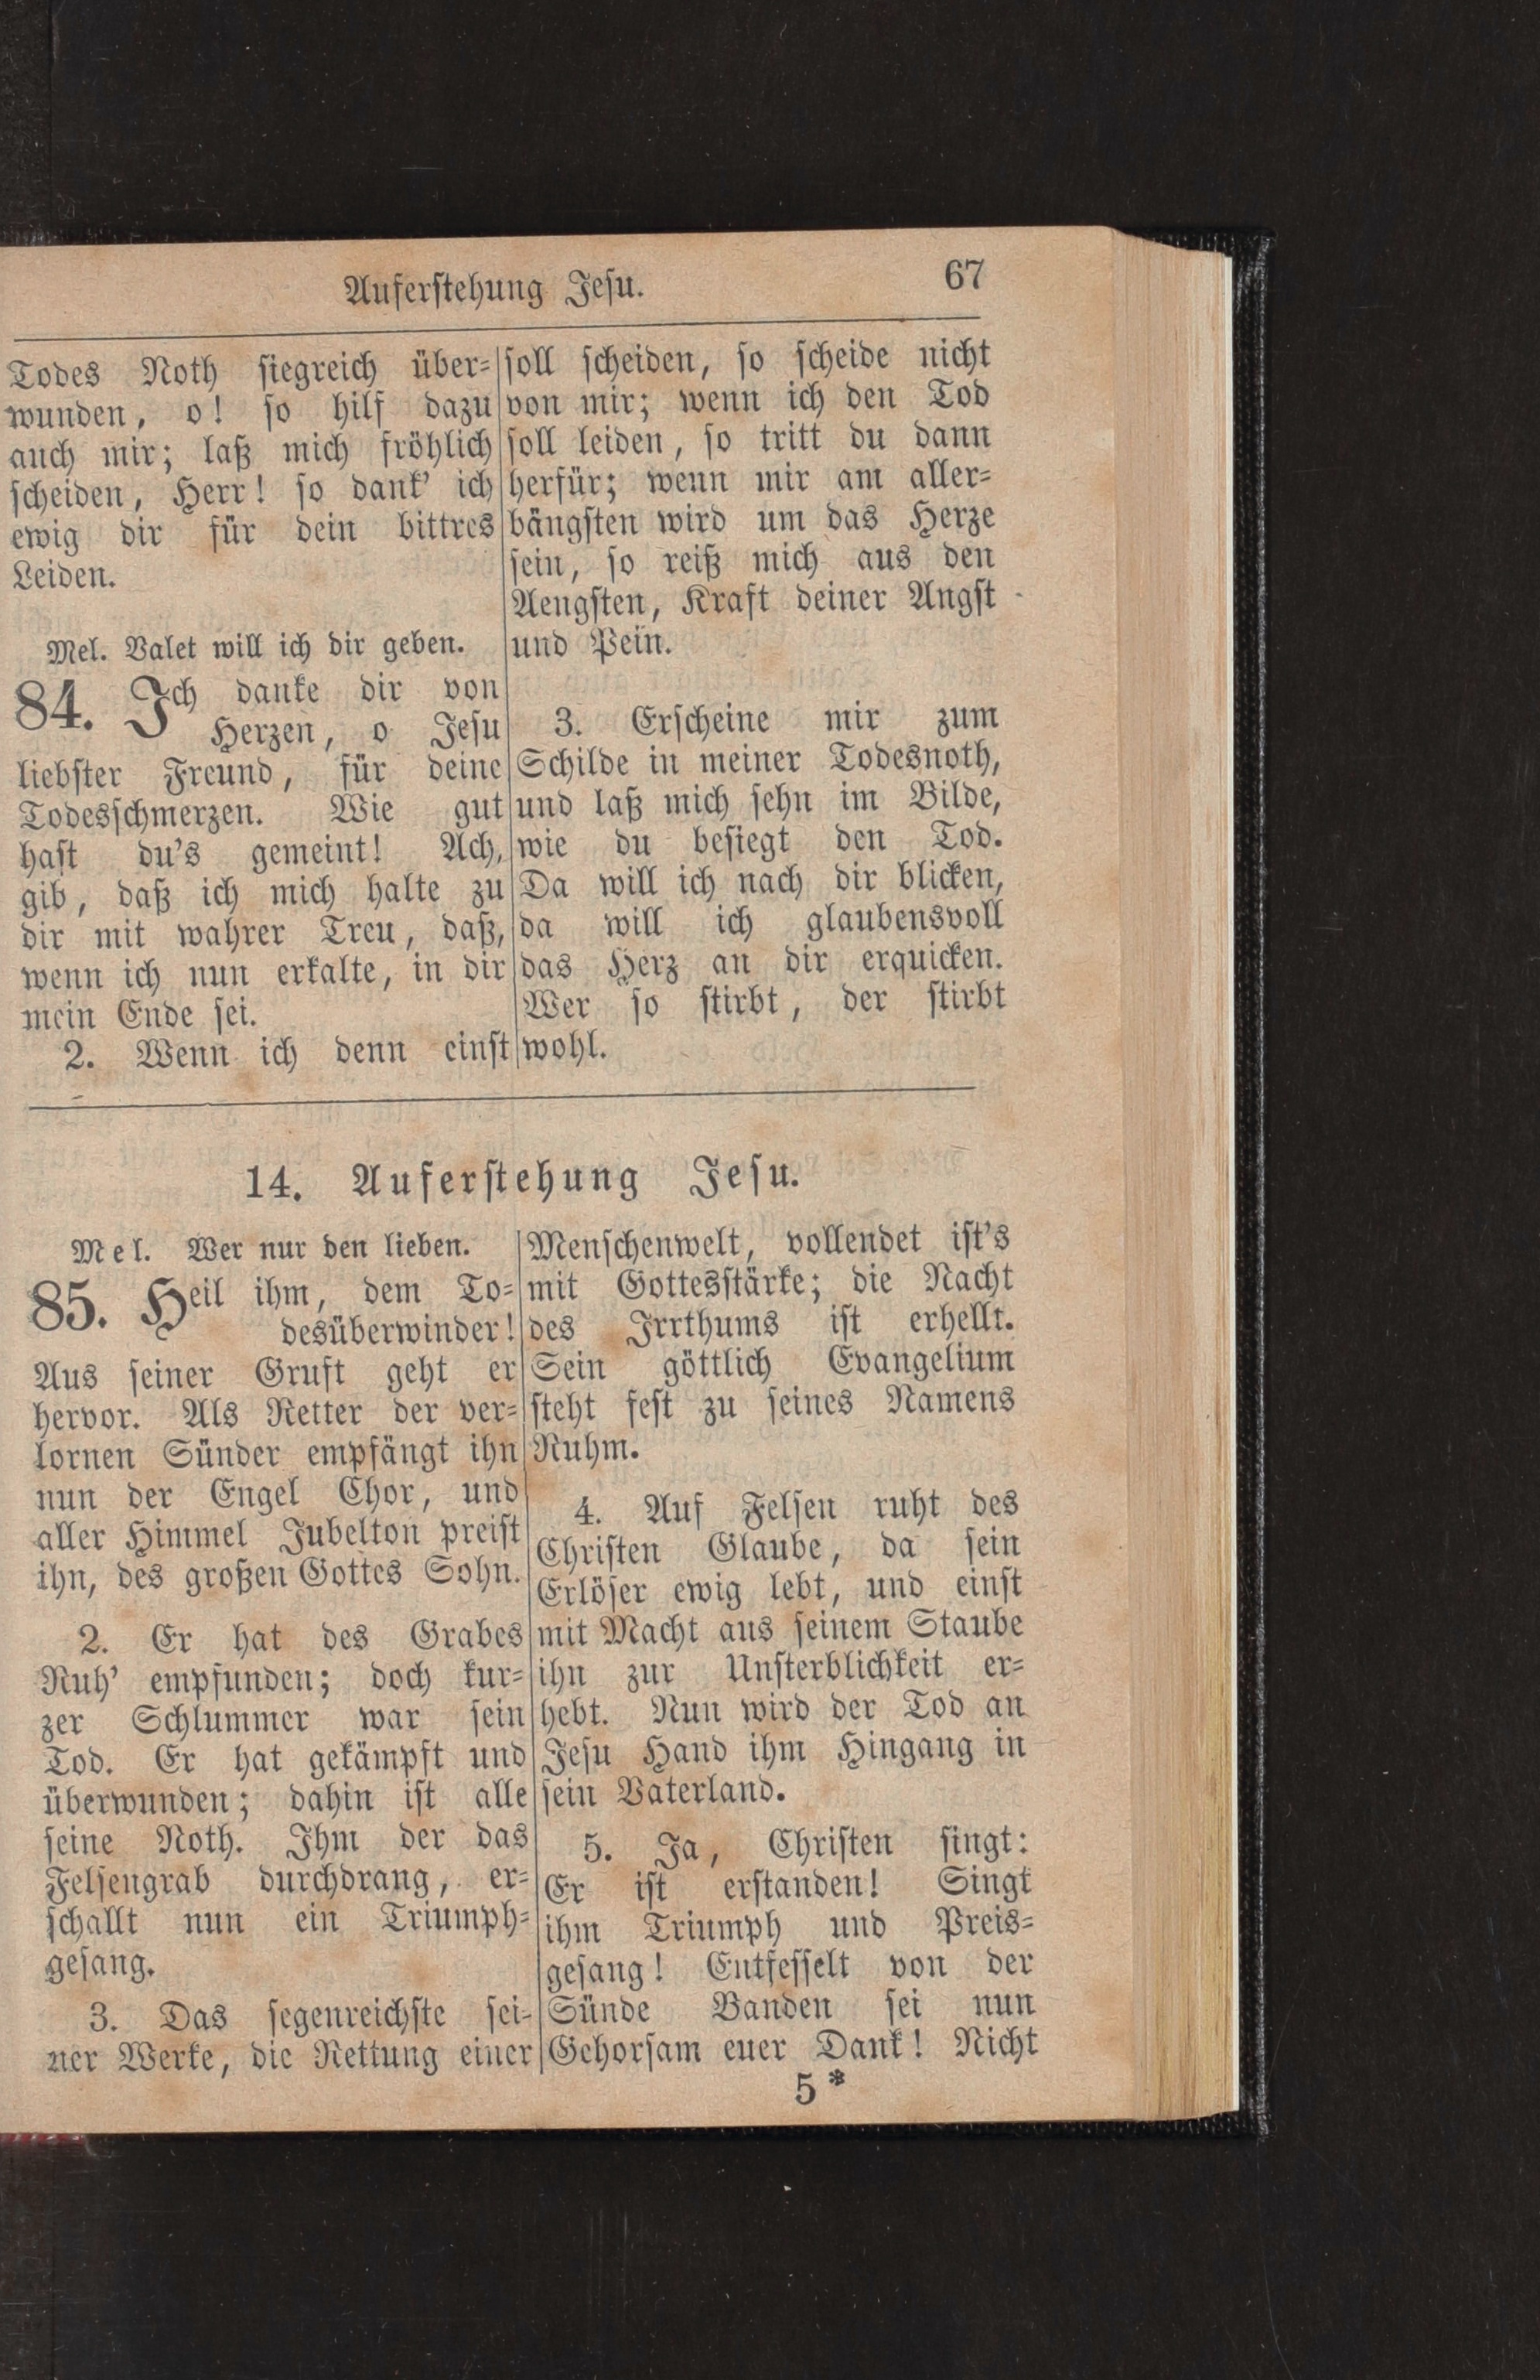 Auferstehung Jesu.
67
Todes Noth siegreich über-
wunden, o! so hilf dazu
auch mir; laß mich fröhlich
scheiden, Herr! so dank' ich
ewig dir für dein bittres
Leiden.
Mel. Valet will ich dir geben.
84. Ich danke dir von
Herzen, o Jesu
liebster Freund, für deine
Todesschmerzen. Wie gut
hast du's gemeint! Ach,
gib, daß ich mich halte zu
dir mit wahrer Treu, daß,
wenn ich nun erkalte, in dir
mein Ende sei.
2. Wenn ich denn einst
soll scheiden, so scheide nicht
von mir; wenn ich den Tod
soll leiden, so tritt du dann
herfür; wenn mir am aller-
bängsten wird um das Herze
sein, so reiß mich aus den
Aengsten, Kraft deiner Angst
und Pein.
3. Erscheine mir zum
Schilde in meiner Todesnoth,
und laß mich sehn im Bilde,
wie du besiegt den Tod.
Da will ich nach dir blicken,
da will ich glaubensvoll
das Herz an dir erquicken.
Wer so stirbt, der stirbt
wohl.
14. Auferstehung Jesu.
Mel. Wer nur den lieben.
85. Heil ihm, dem To-
desüberwinder!
Aus seiner Gruft geht er
hervor. Als Retter der ver-
lornen Sünder empfängt ihn
nun der Engel Chor, und
aller Himmel Jubelton preist
ihn, des großen Gottes Sohn.
2. Er hat des Grabes
Ruh' empfunden; doch kur-
zer Schlummer war sein
Tod. Er hat gekämpft und
überwunden; dahin ist alle
seine Noth. Ihm der das
Felsengrab durchdrang, er-
schallt nun ein Triumph-
gesang.
3. Das segenreichste sei-
ner Werke, die Rettung einer
Menschenwelt, vollendet ist's
mit Gottesstärke; die Nacht
des Irrthums ist erhellt.
Sein göttlich Evangelium
steht fest zu seines Namens
Ruhm.
4. Auf Felsen ruht des
Christen Glaube, da sein
Erlöser ewig lebt, und einst
mit Macht aus seinem Staube
ihn zur Unsterblichkeit er-
hebt. Nun wird der Tod an
Jesu Hand ihm Hingang in
sein Vaterland.
5. Ja, Christen singt:
Er ist erstanden! Singt
ihm Triumph und Preis-
gesang! Entfesselt von der
Sünde Banden sei nun
Gehorsam euer Dank! Nicht
5*